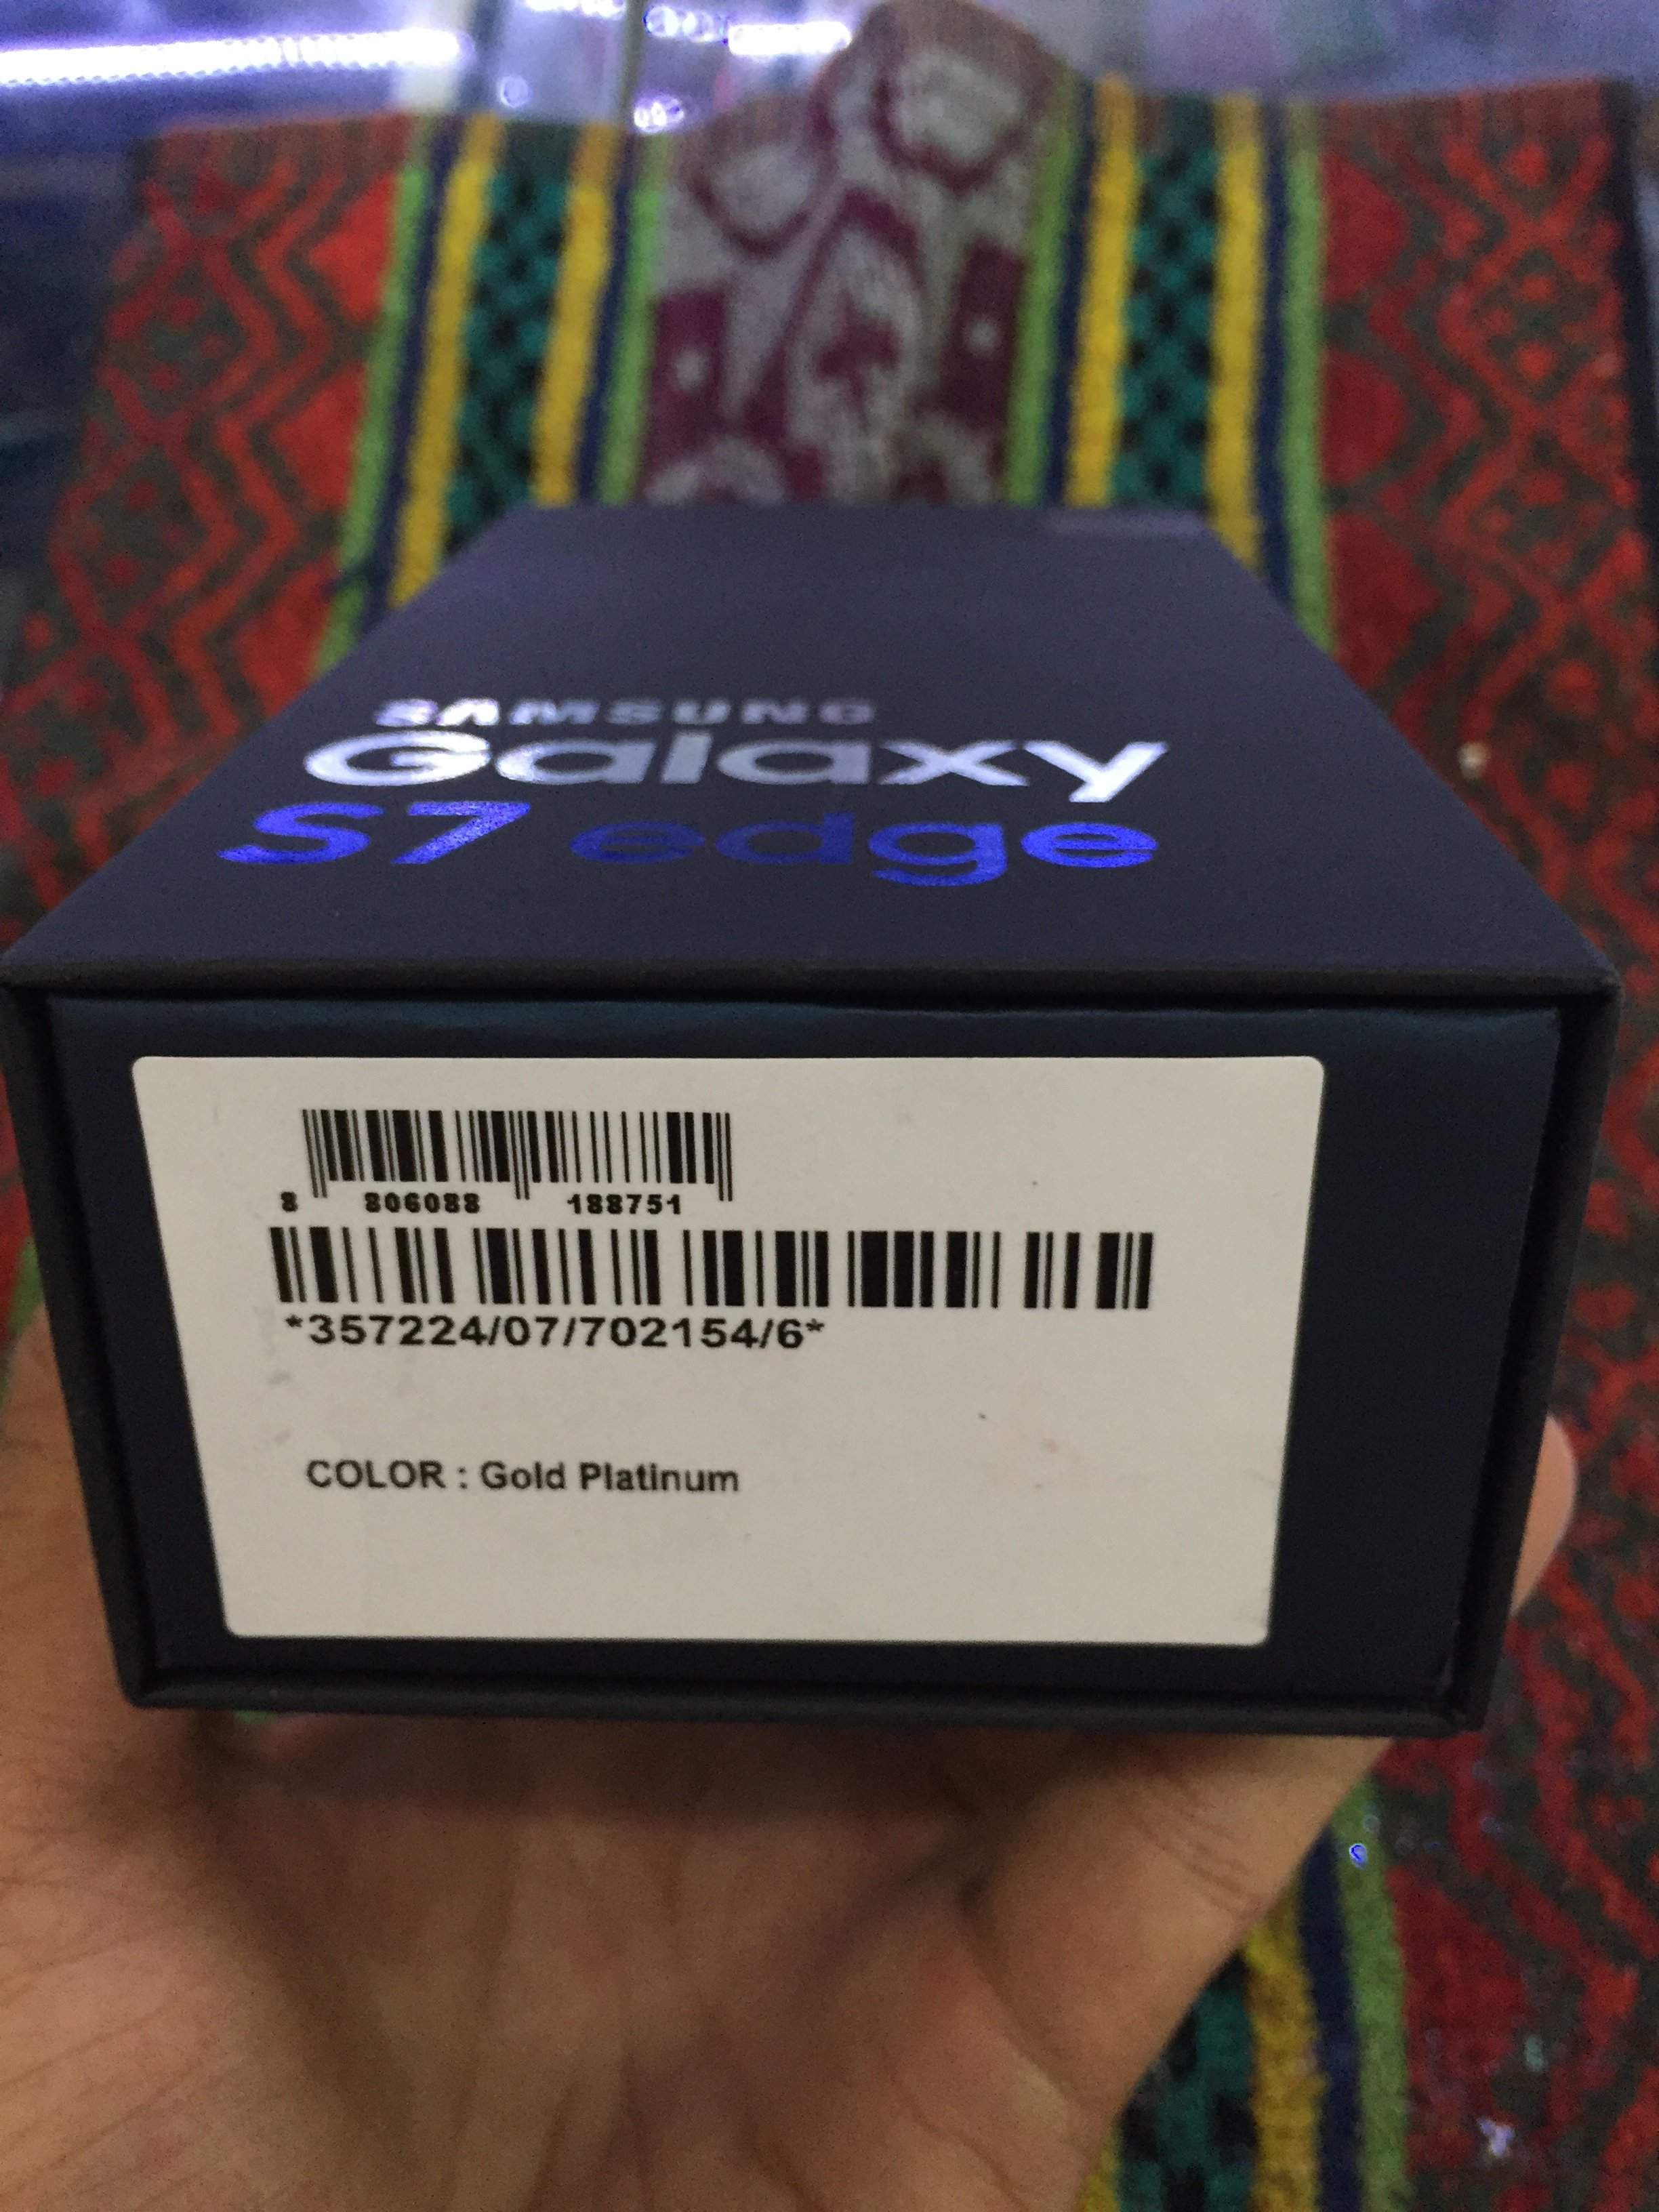 SAMSUNG
Galaxy
S7 edge
8 806088 188751
*357224/07/702154/6*
COLOR : Gold Platinum